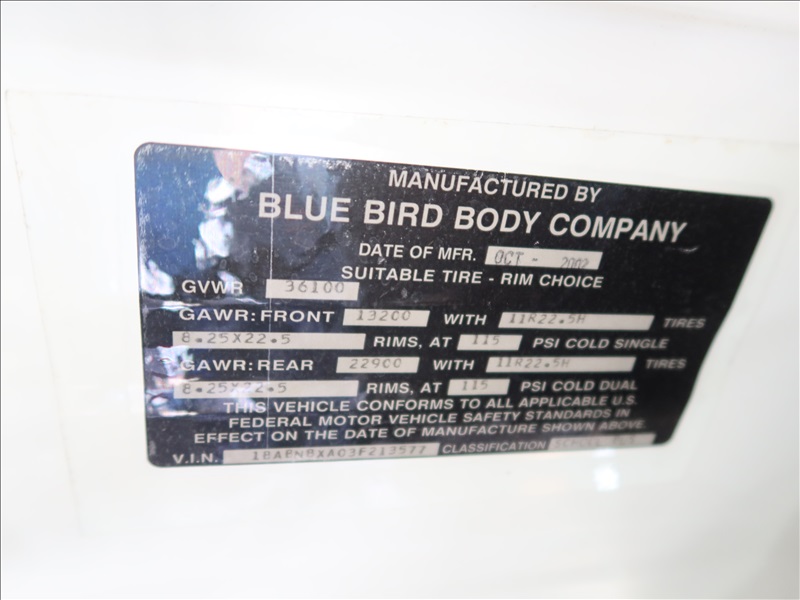 MANUFACTURED BY
BLUE BIRD BODY COMPANY
DATE OF MFR. OCT - 2002
SUITABLE TIRE - RIM CHOICE
GVWR 36100
GAWR: FRONT 13200 WITH 11R22.5H TIRES
8.25X22.5 RIMS, AT 115 PSI COLD SINGLE
GAWR: REAR 22900 WITH 11R22.5H TIRES
8.25X22.5 RIMS, AT 115 PSI COLD DUAL
THIS VEHICLE CONFORMS TO ALL APPLICABLE U.S.
FEDERAL MOTOR VEHICLE SAFETY STANDARDS IN
EFFECT ON THE DATE OF MANUFACTURE SHOWN ABOVE.
V.I.N. CLASSIFICATION